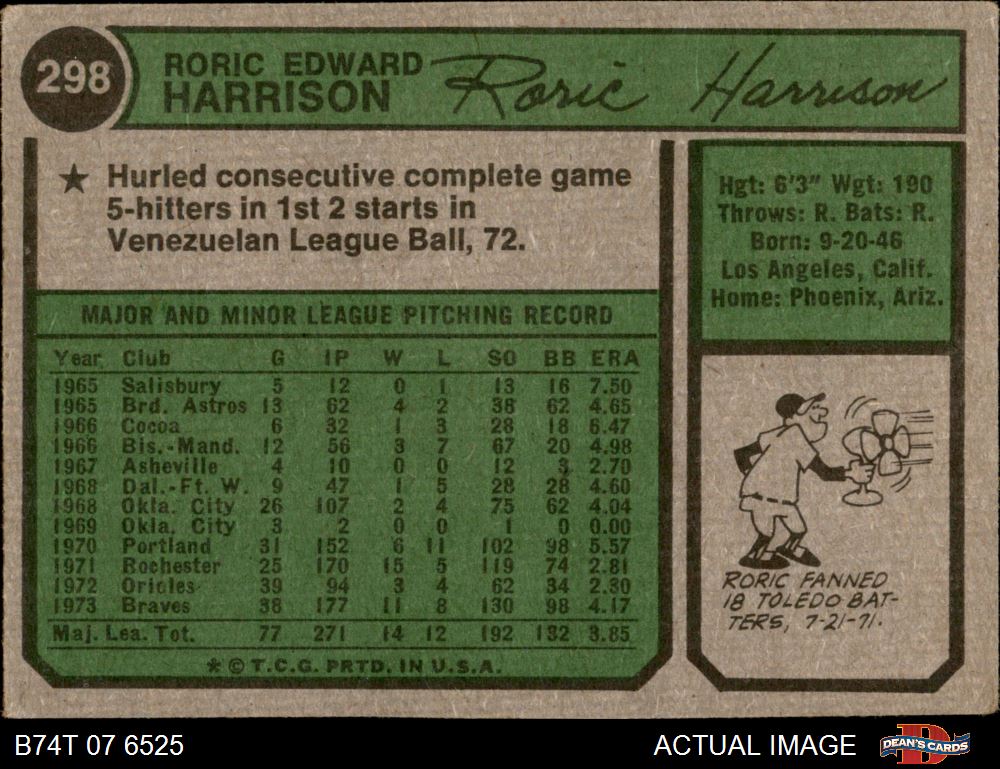 298
RORIC EDWARD
HARRISON
Roric Harrison
★ Hurled consecutive complete game
5-hitters in 1st 2 starts in
Venezuelan League Ball, 72.
MAJOR AND MINOR LEAGUE PITCHING RECORD
Year Club G IP W L SO BB ERA
1965 Salisbury 5 12 0 1 13 16 7.50
1965 Brd. Astros 13 62 4 2 38 62 4.65
1966 Cocoa 6 32 1 3 28 18 6.47
1966 Bis.-Mand. 12 56 3 7 67 20 4.98
1967 Asheville 4 10 0 0 12 3 2.70
1968 Dal.-Ft. W. 9 47 1 5 28 28 4.60
1968 Okla. City 26 107 2 4 75 62 4.04
1969 Okla. City 3 2 0 0 1 0 0.00
1970 Portland 31 152 6 11 102 98 5.57
1971 Rochester 25 170 15 5 119 74 2.81
1972 Orioles 39 94 3 4 62 34 2.30
1973 Braves 38 177 11 8 130 98 4.17
Maj. Lea. Tot. 77 271 14 12 192 132 3.85
* © T.C.G. PRTD. IN U.S.A.
Hgt: 6'3" Wgt: 190
Throws: R. Bats: R.
Born: 9-20-46
Los Angeles, Calif.
Home: Phoenix, Ariz.
RORIC FANNED
18 TOLEDO BAT-
TERS, 7-21-71.
B74T 07 6525
ACTUAL IMAGE
DEAN'S CARDS